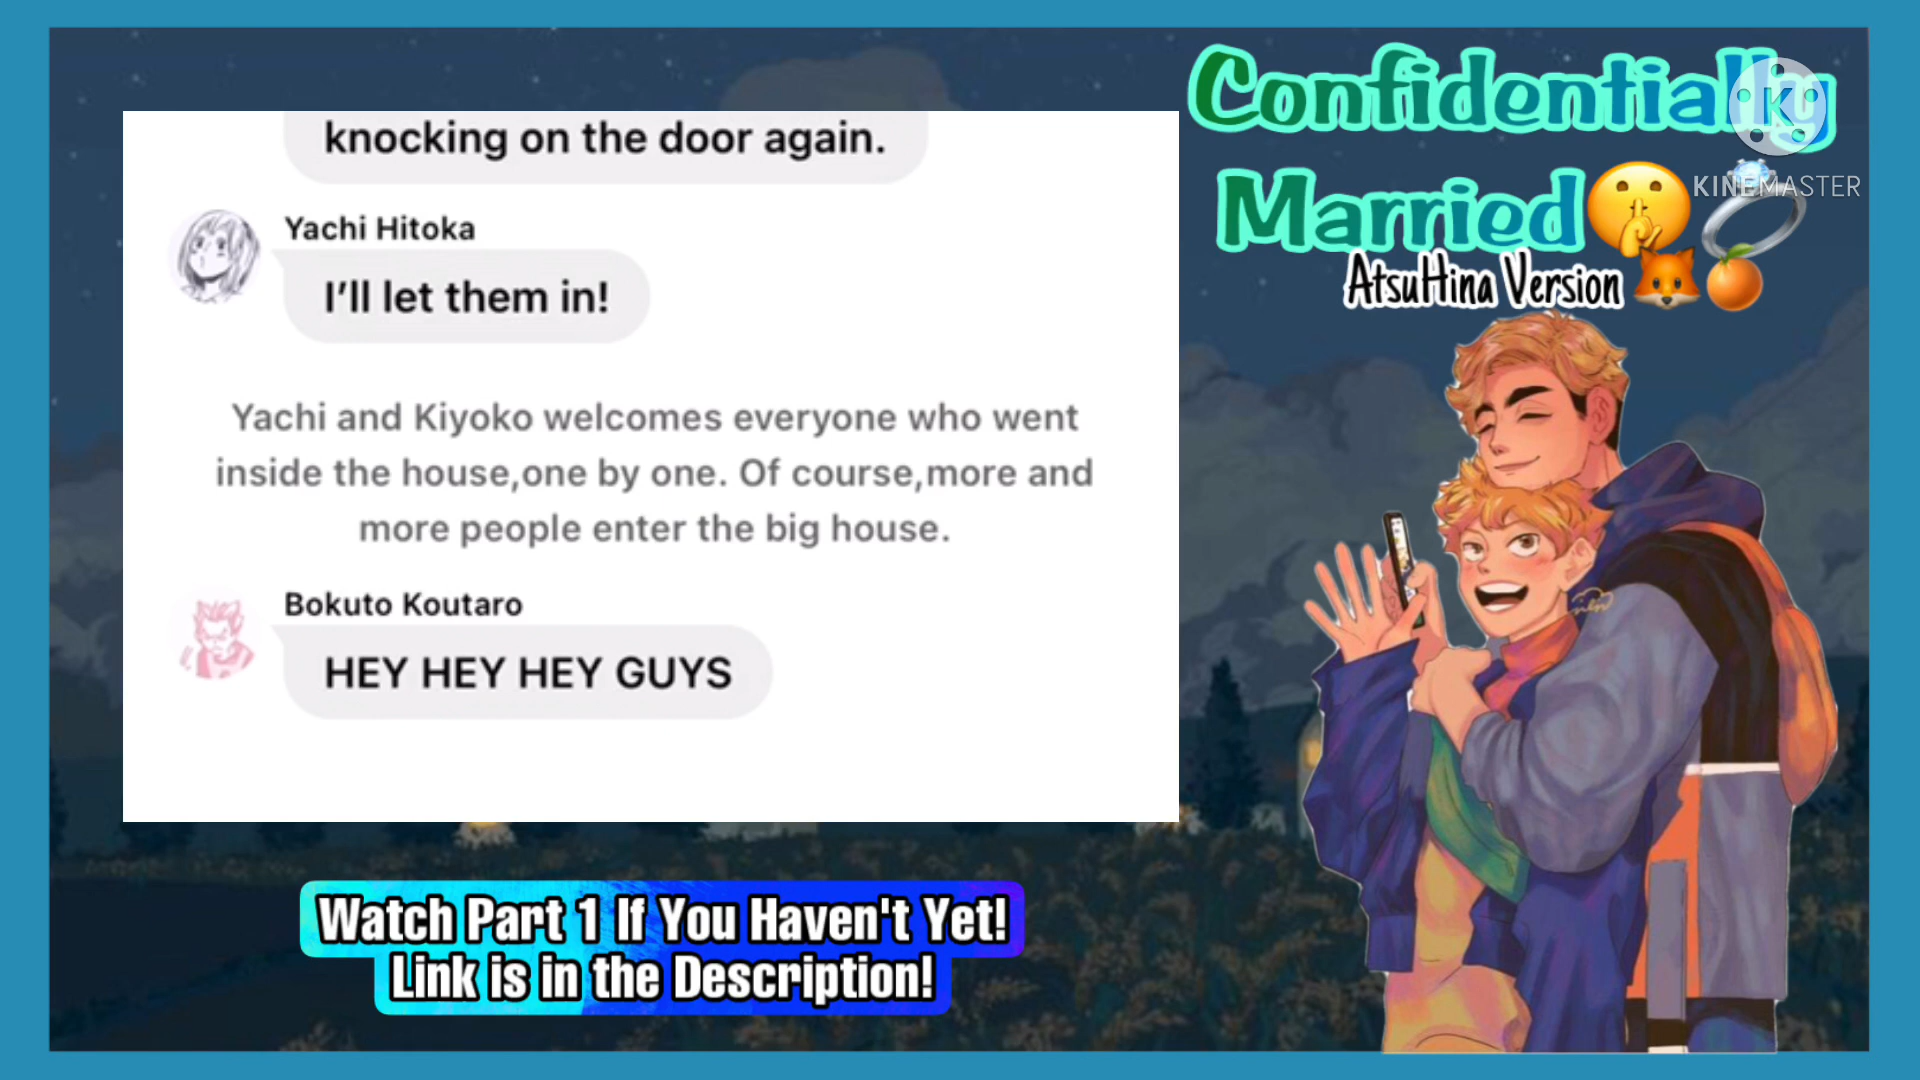 knocking on the door again.
Yachi Hitoka
I’ll let them in!
Yachi and Kiyoko welcomes everyone who went
inside the house,one by one. Of course,more and
more people enter the big house.
Bokuto Koutaro
HEY HEY HEY GUYS
Confidentially
Married
AtsuHina Version
KINEMASTER
Watch Part 1 If You Haven't Yet!
Link is in the Description!